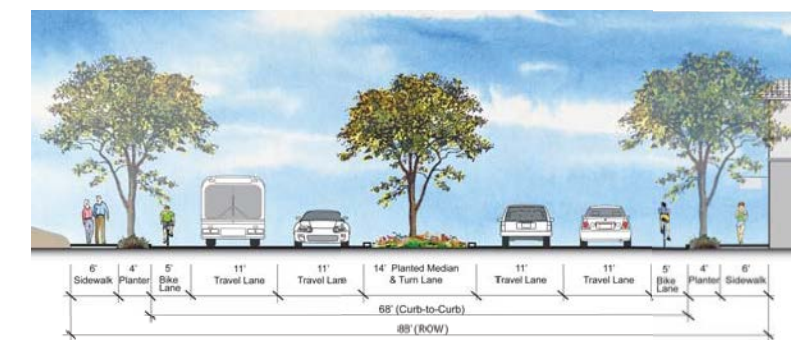 6' 4' 5' 11' 11' 14' Planted Median 11' 11' 5' 4' 6'
Sidewalk Planter Bike Travel Lane Travel Lane & Turn Lane Travel Lane Travel Lane Bike Planter Sidewalk
Lane Lane
68' (Curb-to-Curb)
88' (ROW)